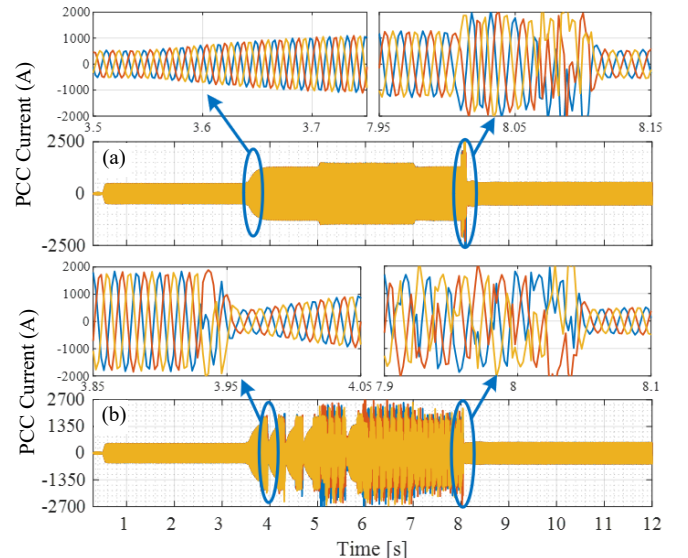 2000
1000
0
-1000
-2000
3.5 3.6 3.7 7.95 8.05 8.15
PCC Current (A)
2500
0
-2500
(a)
2000
1000
0
-1000
-2000
3.85 3.95 4.05 7.9 8 8.1
PCC Current (A)
2700
1350
0
-1350
-2700
(b)
1 2 3 4 5 6 7 8 9 10 11 12
Time [s]